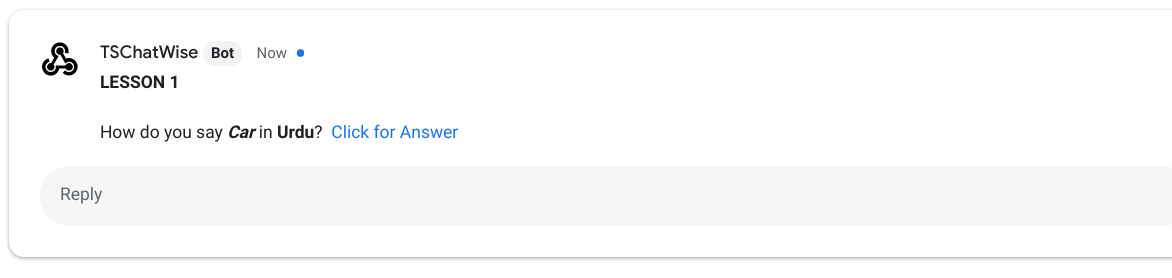 TSChatWise Bot Now
LESSON 1
How do you say Car in Urdu? Click for Answer
Reply